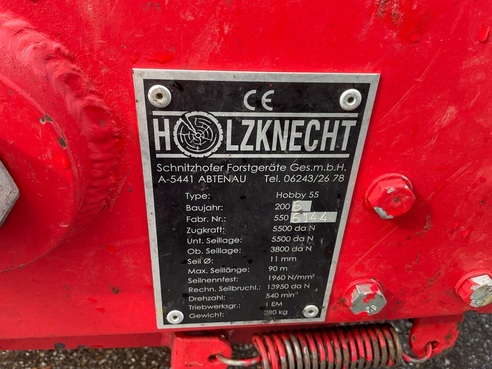 CE
HOLZKNECHT
Schnitzhofer Forstgeräte Ges.m.b.H.
A-5441 ABTENAU Tel. 06243/26 78
Type: Hobby 55
Baujahr: 2006
Fabr. Nr.: 550 6144
Zugkraft: 5500 da N
Unt. Seillage: 5500 da N
Ob. Seillage: 3800 da N
Seil Ø: 11 mm
Max. Seillänge: 90 m
Seilnennfest: 1960 N/mm²
Rechn. Seilbruchl.: 13950 da N
Drehzahl: 540 min⁻¹
Triebwerksgr.: 1 EM
Gewicht: 280 kg